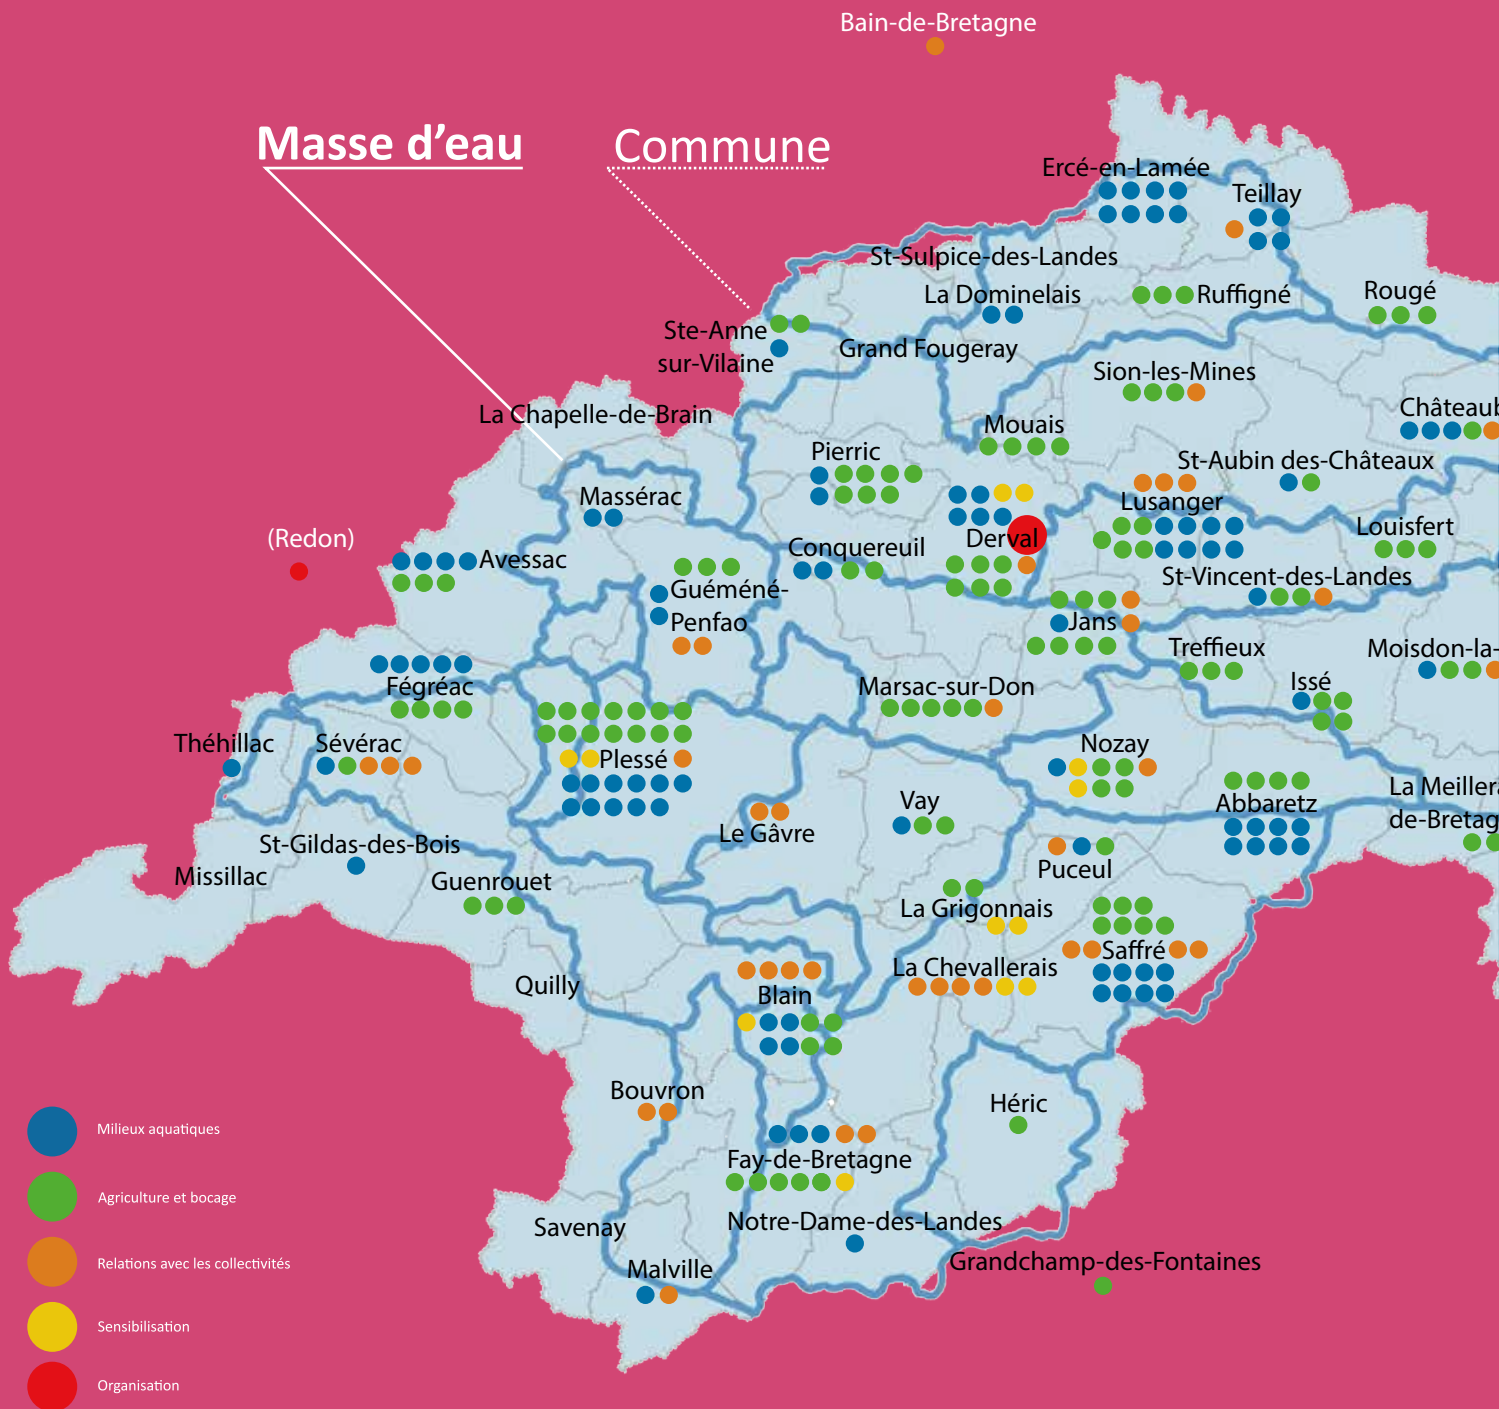 Bain-de-Bretagne
Masse d'eau
Commune
Ercé-en-Lamée
Teillay
St-Sulpice-des-Landes
La Dominelais
Ruffigné
Rougé
Ste-Anne
sur-Vilaine
Grand Fougeray
Sion-les-Mines
La Chapelle-de-Brain
Châteaub
Mouais
Pierric
St-Aubin des-Châteaux
Massérac
Lusanger
(Redon)
Avessac
Conquereuil
Derval
Louisfert
St-Vincent-des-Landes
Guéméné-
Penfao
Jans
Treffieux
Moisdon-la-
Fégréac
Marsac-sur-Don
Issé
Théhillac
Sévérac
Plessé
Nozay
La Meillera
de-Bretag
Vay
Abbaretz
Le Gâvre
St-Gildas-des-Bois
Puceul
Missillac
Guenrouet
La Grigonnais
Saffré
La Chevallerais
Quilly
Blain
Bouvron
Héric
Milieux aquatiques
Fay-de-Bretagne
Agriculture et bocage
Savenay
Notre-Dame-des-Landes
Relations avec les collectivités
Malville
Grandchamp-des-Fontaines
Sensibilisation
Organisation